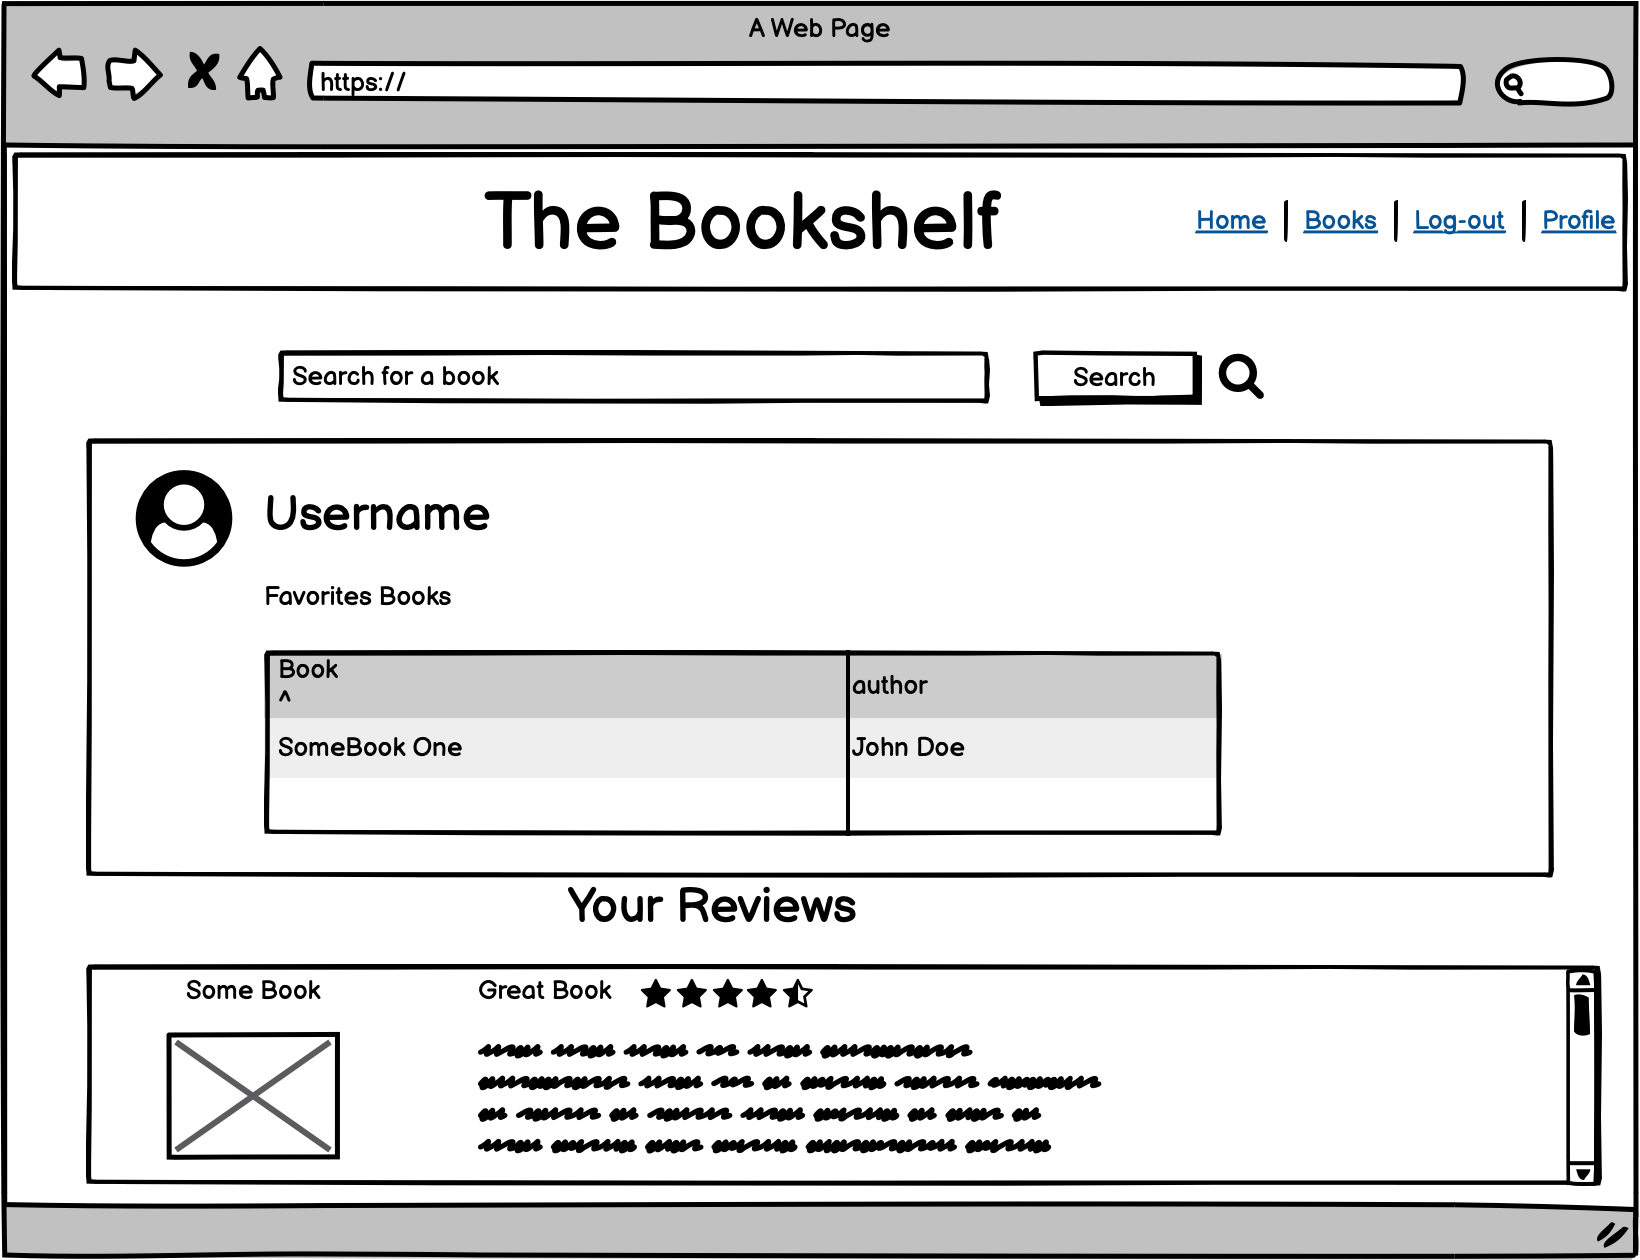 A Web Page
https://
The Bookshelf
Home Books Log-out Profile
Search for a book
Search
Username
Favorites Books
Book
^
author
SomeBook One
John Doe
Your Reviews
Some Book
Great Book